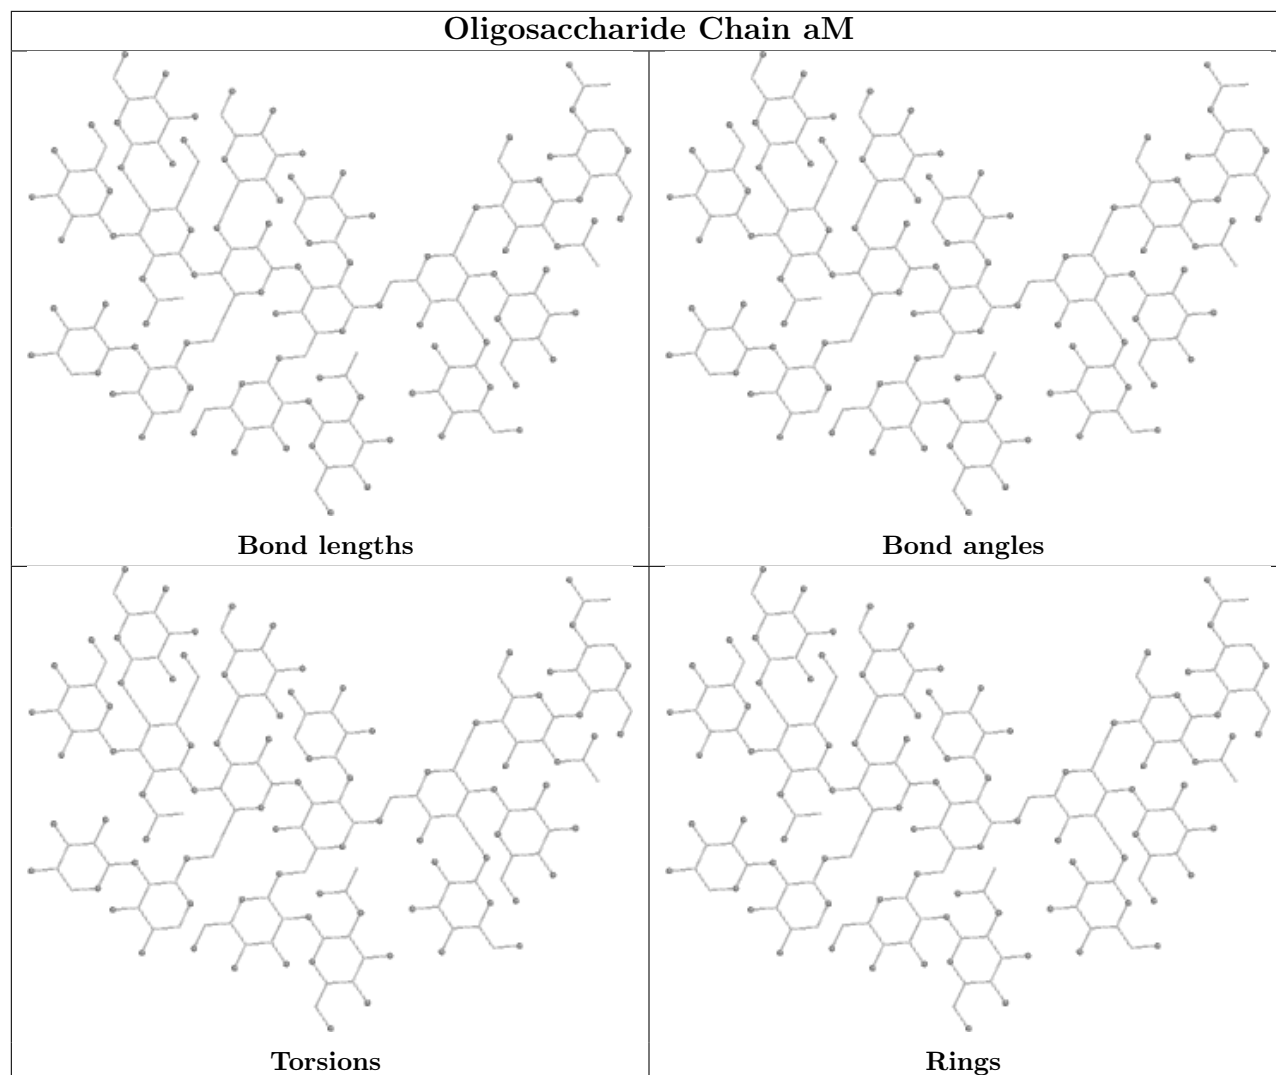 Oligosaccharide Chain aM
Bond lengths
Bond angles
Torsions
Rings